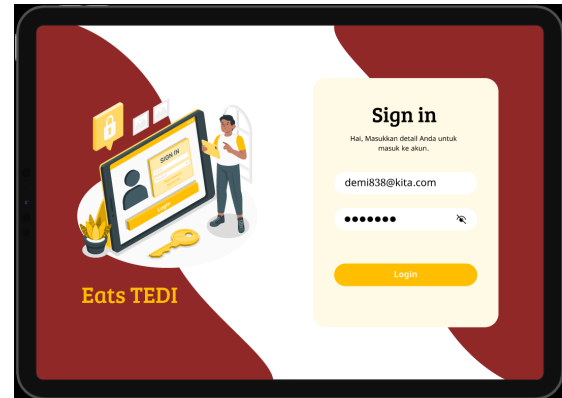 SIGN IN
Login
Eats TEDI
Sign in
Hai, Masukkan detail Anda untuk
masuk ke akun.
demi838@kita.com
●●●●●●●
Login